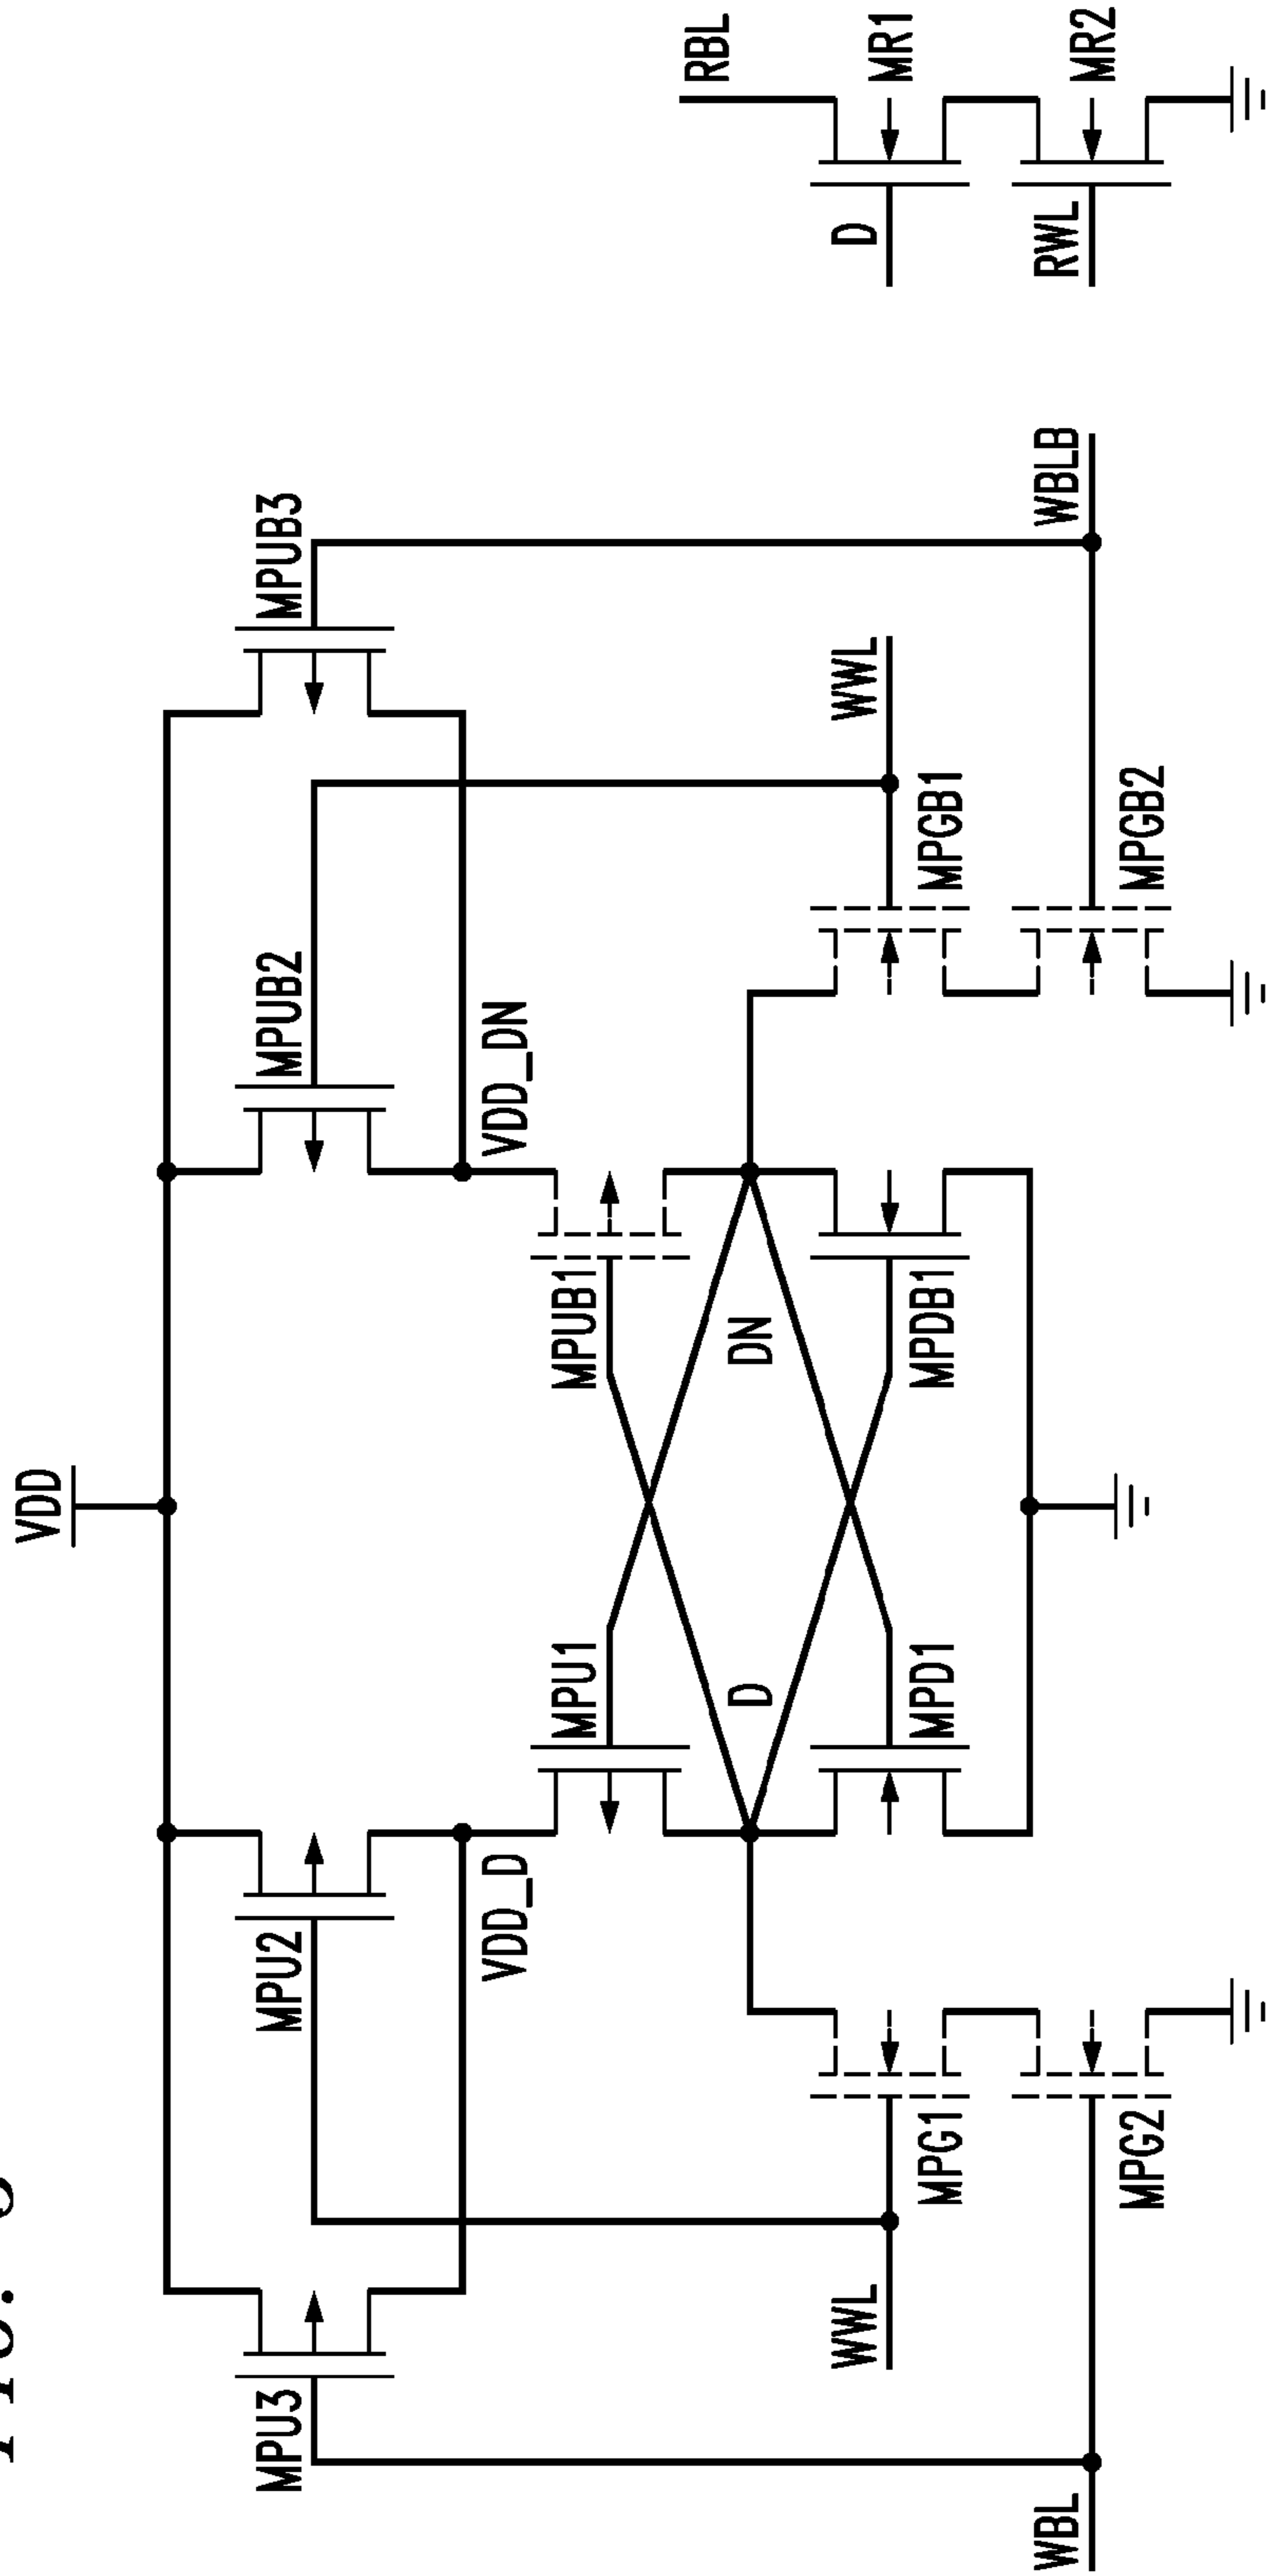 VDD
MPU3
MPU2
MPUB2
MPUB3
VDD_D
VDD_DN
MPU1
MPUB1
RBL
D
DN
WWL
WWL
D
MR1
MPG1
MPD1
MPDB1
MPGB1
WBL
WBLB
RWL
MR2
MPG2
MPGB2